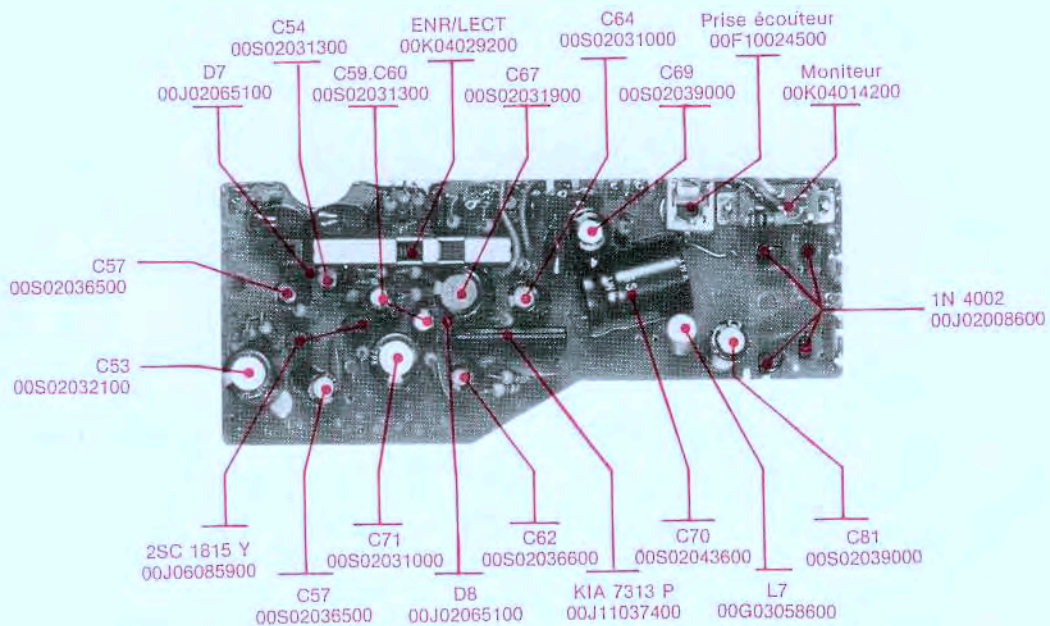 C54
00S02031300
ENR/LECT
00K04029200
C64
00S02031000
Prise écouteur
00F10024500
D7
00J02065100
C59.C60
00S02031300
C67
00S02031900
C69
00S02039000
Moniteur
00K04014200
C57
00S02036500
1N 4002
00J02008600
C53
00S02032100
2SC 1815 Y
00J06085900
C71
00S02031000
C62
00S02036600
C70
00S02043600
C81
00S02039000
C57
00S02036500
D8
00J02065100
KIA 7313 P
00J11037400
L7
00G03058600